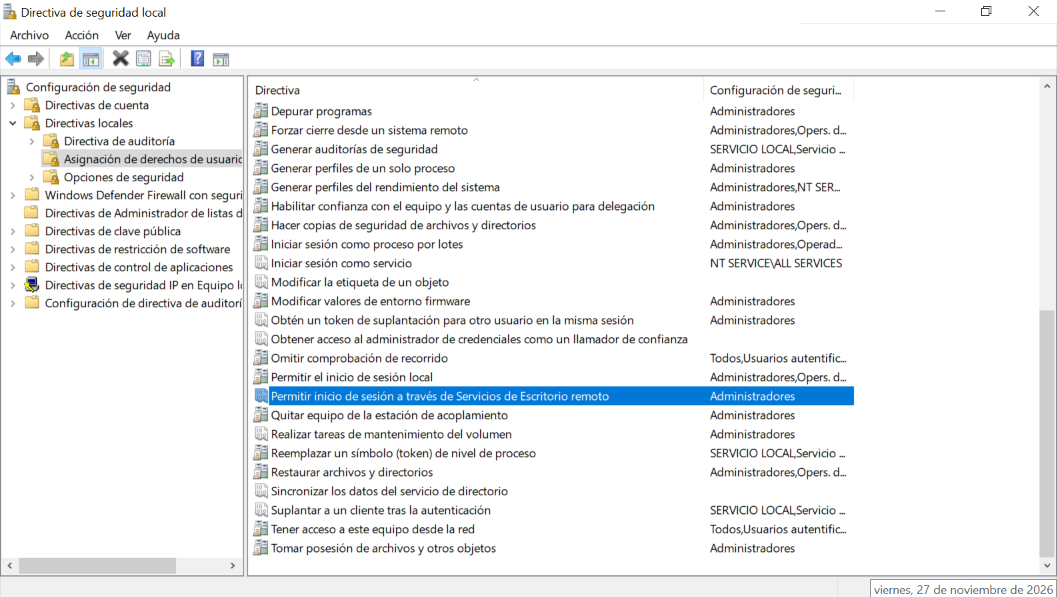 Directiva de seguridad local
Archivo Acción Ver Ayuda
Configuración de seguridad
Directivas de cuenta
Directivas locales
Directiva de auditoría
Asignación de derechos de usuario
Opciones de seguridad
Windows Defender Firewall con seguri
Directivas de Administrador de listas d
Directivas de clave pública
Directivas de restricción de software
Directivas de control de aplicaciones
Directivas de seguridad IP en Equipo lo
Configuración de directiva de auditorí
Directiva Configuración de seguri...
Depurar programas Administradores
Forzar cierre desde un sistema remoto Administradores,Opers. d...
Generar auditorías de seguridad SERVICIO LOCAL,Servicio ...
Generar perfiles de un solo proceso Administradores
Generar perfiles del rendimiento del sistema Administradores,NT SER...
Habilitar confianza con el equipo y las cuentas de usuario para delegación Administradores
Hacer copias de seguridad de archivos y directorios Administradores,Opers. d...
Iniciar sesión como proceso por lotes Administradores,Operad...
Iniciar sesión como servicio NT SERVICE\ALL SERVICES
Modificar la etiqueta de un objeto
Modificar valores de entorno firmware Administradores
Obtén un token de suplantación para otro usuario en la misma sesión Administradores
Obtener acceso al administrador de credenciales como un llamador de confianza
Omitir comprobación de recorrido Todos,Usuarios autentific...
Permitir el inicio de sesión local Administradores,Opers. d...
Permitir inicio de sesión a través de Servicios de Escritorio remoto Administradores
Quitar equipo de la estación de acoplamiento Administradores
Realizar tareas de mantenimiento del volumen Administradores
Reemplazar un símbolo (token) de nivel de proceso SERVICIO LOCAL,Servicio ...
Restaurar archivos y directorios Administradores,Opers. d...
Sincronizar los datos del servicio de directorio
Suplantar a un cliente tras la autenticación SERVICIO LOCAL,Servicio ...
Tener acceso a este equipo desde la red Todos,Usuarios autentific...
Tomar posesión de archivos y otros objetos Administradores
viernes, 27 de noviembre de 2026